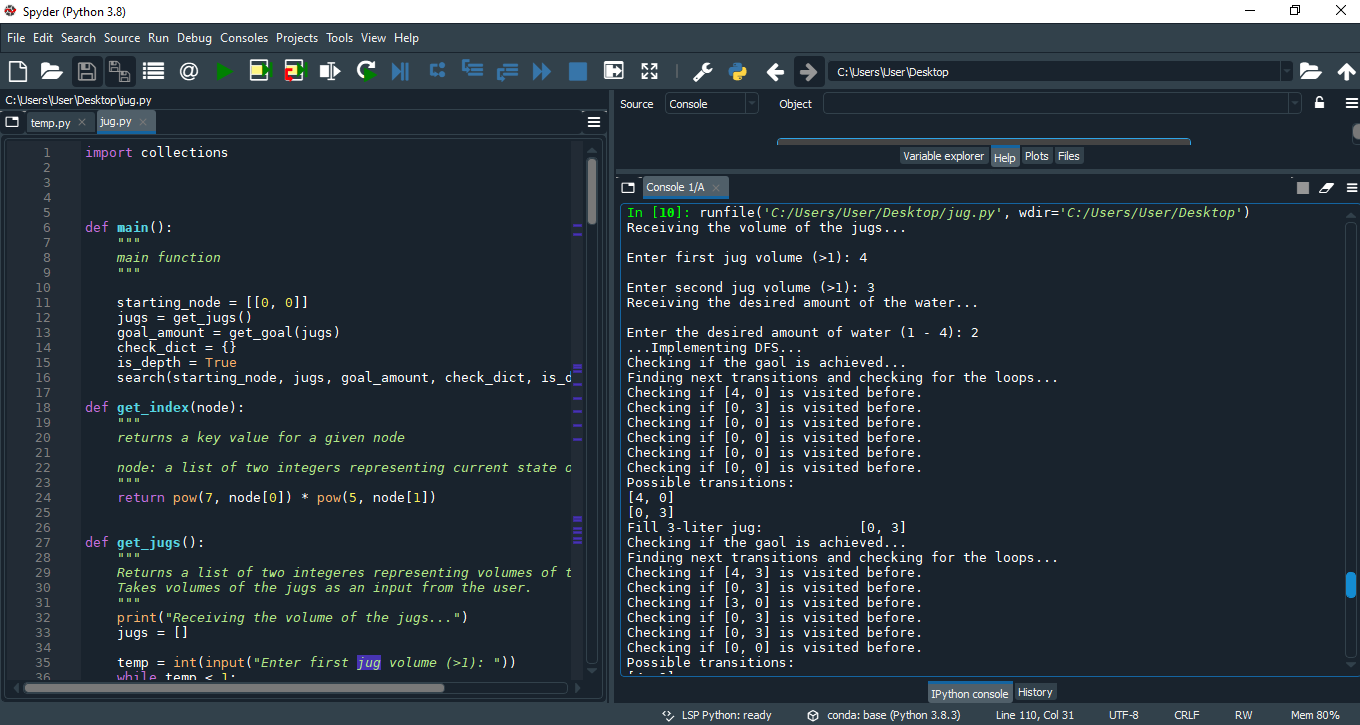 Spyder (Python 3.8)
File Edit Search Source Run Debug Consoles Projects Tools View Help
C:\Users\User\Desktop
C:\Users\User\Desktop\jug.py
temp.py
jug.py
1 import collections
2
3
4
5
6 def main():
7 """
8 main function
9 """
10
11 starting_node = [[0, 0]]
12 jugs = get_jugs()
13 goal_amount = get_goal(jugs)
14 check_dict = {}
15 is_depth = True
16 search(starting_node, jugs, goal_amount, check_dict, is_d
17
18 def get_index(node):
19 """
20 returns a key value for a given node
21
22 node: a list of two integers representing current state o
23 """
24 return pow(7, node[0]) * pow(5, node[1])
25
26
27 def get_jugs():
28 """
29 Returns a list of two integeres representing volumes of t
30 Takes volumes of the jugs as an input from the user.
31 """
32 print("Receiving the volume of the jugs...")
33 jugs = []
34
35 temp = int(input("Enter first jug volume (>1): "))
36 while temp < 1:
Source Console Object
Variable explorer Help Plots Files
Console 1/A
In [10]: runfile('C:/Users/User/Desktop/jug.py', wdir='C:/Users/User/Desktop')
Receiving the volume of the jugs...
Enter first jug volume (>1): 4
Enter second jug volume (>1): 3
Receiving the desired amount of the water...
Enter the desired amount of water (1 - 4): 2
...Implementing DFS...
Checking if the gaol is achieved...
Finding next transitions and checking for the loops...
Checking if [4, 0] is visited before.
Checking if [0, 3] is visited before.
Checking if [0, 0] is visited before.
Checking if [0, 0] is visited before.
Checking if [0, 0] is visited before.
Checking if [0, 0] is visited before.
Possible transitions:
[4, 0]
[0, 3]
Fill 3-liter jug: [0, 3]
Checking if the gaol is achieved...
Finding next transitions and checking for the loops...
Checking if [4, 3] is visited before.
Checking if [0, 3] is visited before.
Checking if [3, 0] is visited before.
Checking if [0, 3] is visited before.
Checking if [0, 3] is visited before.
Checking if [0, 0] is visited before.
Possible transitions:
IPython console History
LSP Python: ready conda: base (Python 3.8.3) Line 110, Col 31 UTF-8 CRLF RW Mem 80%